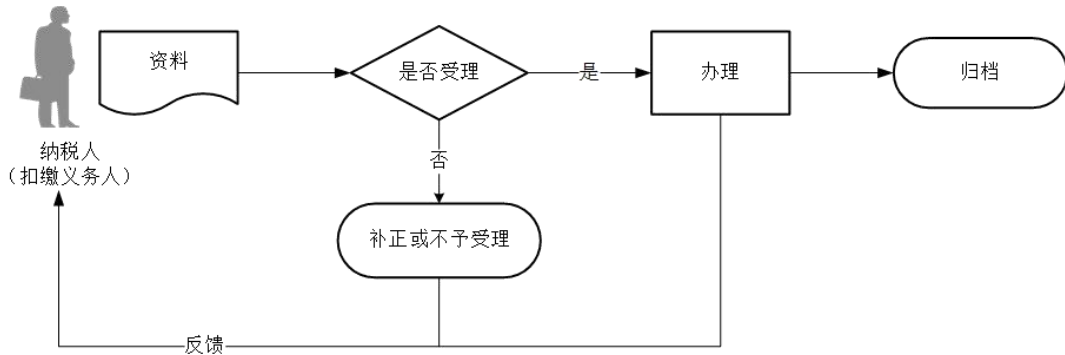 资料
是否受理
是
办理
归档
纳税人
（扣缴义务人）
否
补正或不予受理
反馈